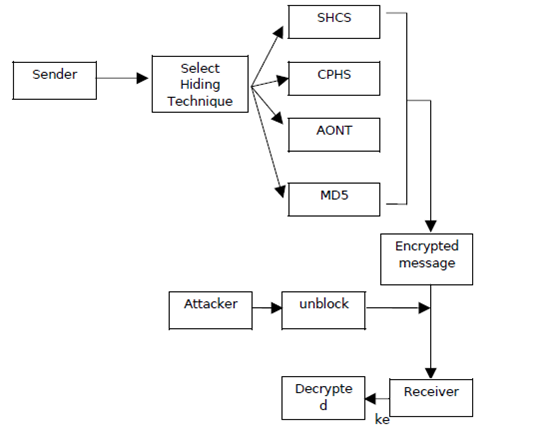 SHCS
Sender
Select
Hiding
Technique
CPHS
AONT
MD5
Encrypted
message
Attacker
unblock
Decrypte
d
Receiver
ke